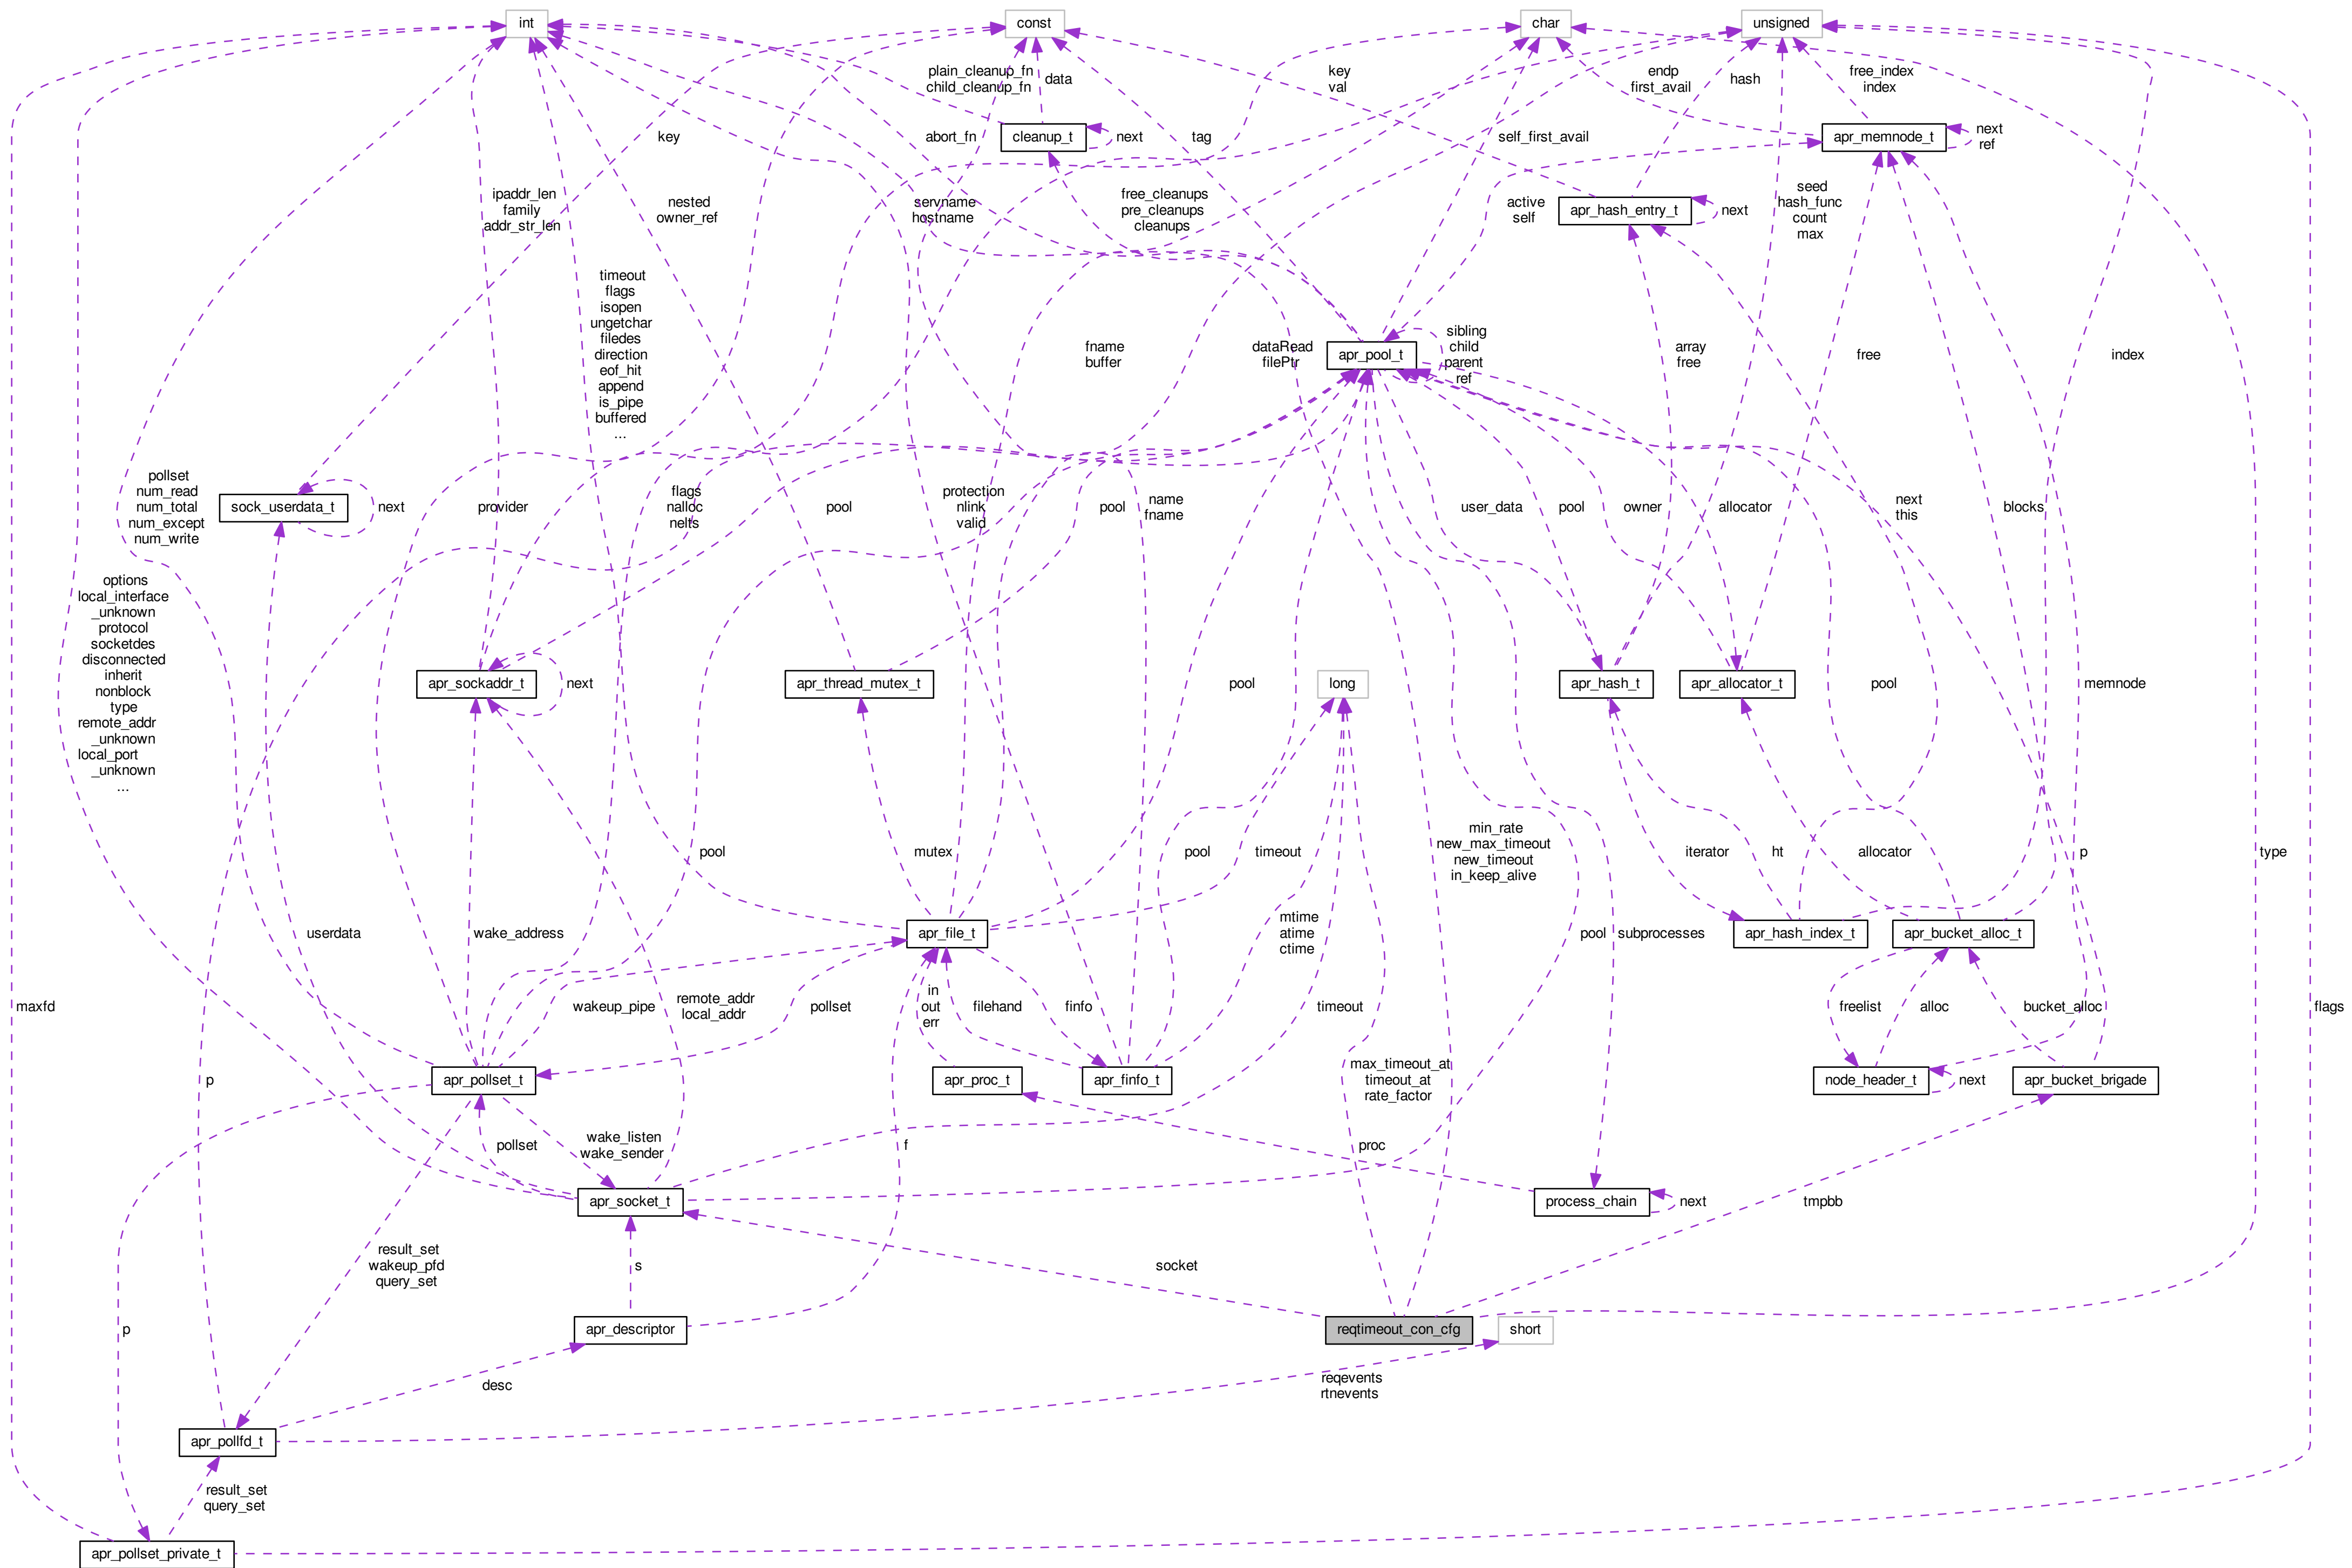 int
const
char
unsigned
plain_cleanup_fn
child_cleanup_fn
data
key
val
endp
first_avail
hash
free_index
index
key
abort_fn
cleanup_t
next
tag
self_first_avail
apr_memnode_t
next
ref
ipaddr_len
family
addr_str_len
nested
owner_ref
servname
hostname
free_cleanups
pre_cleanups
cleanups
active
self
apr_hash_entry_t
next
seed
hash_func
count
max
timeout
flags
isopen
ungetchar
filedes
direction
eof_hit
append
is_pipe
buffered
...
fname
buffer
dataRead
filePtr
apr_pool_t
sibling
child
parent
ref
array
free
free
index
pollset
num_read
num_total
num_except
num_write
sock_userdata_t
next
provider
flags
nalloc
nelts
pool
protection
nlink
valid
pool
name
fname
user_data
pool
owner
allocator
next
this
blocks
options
local_interface
_unknown
protocol
socketdes
disconnected
inherit
nonblock
type
remote_addr
_unknown
local_port
_unknown
...
apr_sockaddr_t
next
apr_thread_mutex_t
pool
long
apr_hash_t
apr_allocator_t
pool
memnode
pool
mutex
pool
timeout
min_rate
new_max_timeout
new_timeout
in_keep_alive
iterator
ht
allocator
p
type
userdata
wake_address
apr_file_t
mtime
atime
ctime
pool
subprocesses
apr_hash_index_t
apr_bucket_alloc_t
maxfd
wakeup_pipe
remote_addr
local_addr
pollset
in
out
err
filehand
finfo
timeout
freelist
alloc
bucket_alloc
flags
p
apr_pollset_t
apr_proc_t
apr_finfo_t
max_timeout_at
timeout_at
rate_factor
node_header_t
next
apr_bucket_brigade
pollset
wake_listen
wake_sender
f
proc
apr_socket_t
process_chain
next
tmpbb
result_set
wakeup_pfd
query_set
s
socket
p
apr_descriptor
reqtimeout_con_cfg
short
desc
reqevents
rtnevents
apr_pollfd_t
result_set
query_set
apr_pollset_private_t